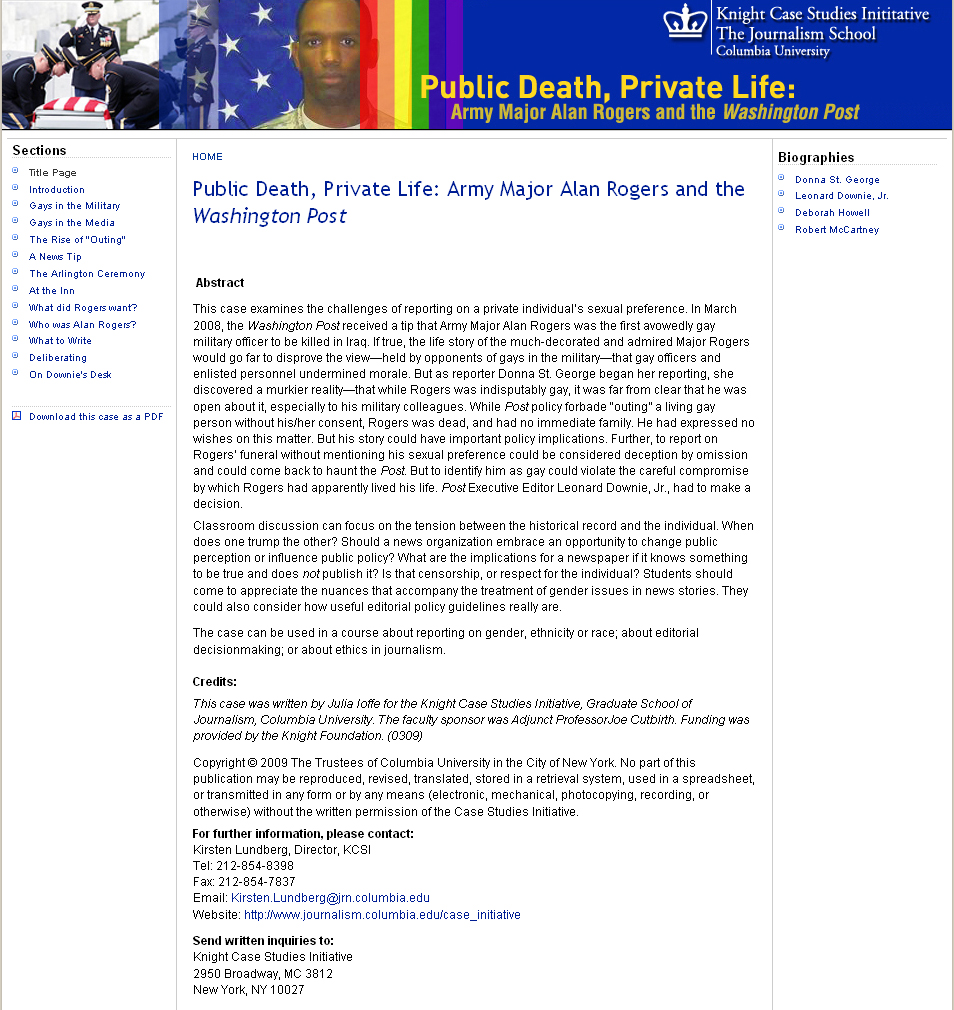 Knight Case Studies Inititative
The Journalism School
Columbia University
Public Death, Private Life:
Army Major Alan Rogers and the Washington Post
Sections
Title Page
Introduction
Gays in the Military
Gays in the Media
The Rise of "Outing"
A News Tip
The Arlington Ceremony
At the Inn
What did Rogers want?
Who was Alan Rogers?
What to Write
Deliberating
On Downie's Desk
Download this case as a PDF
HOME
Public Death, Private Life: Army Major Alan Rogers and the
Washington Post
Abstract
This case examines the challenges of reporting on a private individual's sexual preference. In March
2008, the Washington Post received a tip that Army Major Alan Rogers was the first avowedly gay
military officer to be killed in Iraq. If true, the life story of the much-decorated and admired Major Rogers
would go far to disprove the view—held by opponents of gays in the military—that gay officers and
enlisted personnel undermined morale. But as reporter Donna St. George began her reporting, she
discovered a murkier reality—that while Rogers was indisputably gay, it was far from clear that he was
open about it, especially to his military colleagues. While Post policy forbade "outing" a living gay
person without his/her consent, Rogers was dead, and had no immediate family. He had expressed no
wishes on this matter. But his story could have important policy implications. Further, to report on
Rogers' funeral without mentioning his sexual preference could be considered deception by omission
and could come back to haunt the Post. But to identify him as gay could violate the careful compromise
by which Rogers had apparently lived his life. Post Executive Editor Leonard Downie, Jr., had to make a
decision.
Classroom discussion can focus on the tension between the historical record and the individual. When
does one trump the other? Should a news organization embrace an opportunity to change public
perception or influence public policy? What are the implications for a newspaper if it knows something
to be true and does not publish it? Is that censorship, or respect for the individual? Students should
come to appreciate the nuances that accompany the treatment of gender issues in news stories. They
could also consider how useful editorial policy guidelines really are.
The case can be used in a course about reporting on gender, ethnicity or race; about editorial
decisionmaking; or about ethics in journalism.
Credits:
This case was written by Julia Ioffe for the Knight Case Studies Initiative, Graduate School of
Journalism, Columbia University. The faculty sponsor was Adjunct ProfessorJoe Cutbirth. Funding was
provided by the Knight Foundation. (0309)
Copyright © 2009 The Trustees of Columbia University in the City of New York. No part of this
publication may be reproduced, revised, translated, stored in a retrieval system, used in a spreadsheet,
or transmitted in any form or by any means (electronic, mechanical, photocopying, recording, or
otherwise) without the written permission of the Case Studies Initiative.
For further information, please contact:
Kirsten Lundberg, Director, KCSI
Tel: 212-854-8398
Fax: 212-854-7837
Email: Kirsten.Lundberg@jrn.columbia.edu
Website: http://www.journalism.columbia.edu/case_initiative
Send written inquiries to:
Knight Case Studies Initiative
2950 Broadway, MC 3812
New York, NY 10027
Biographies
Donna St. George
Leonard Downie, Jr.
Deborah Howell
Robert McCartney